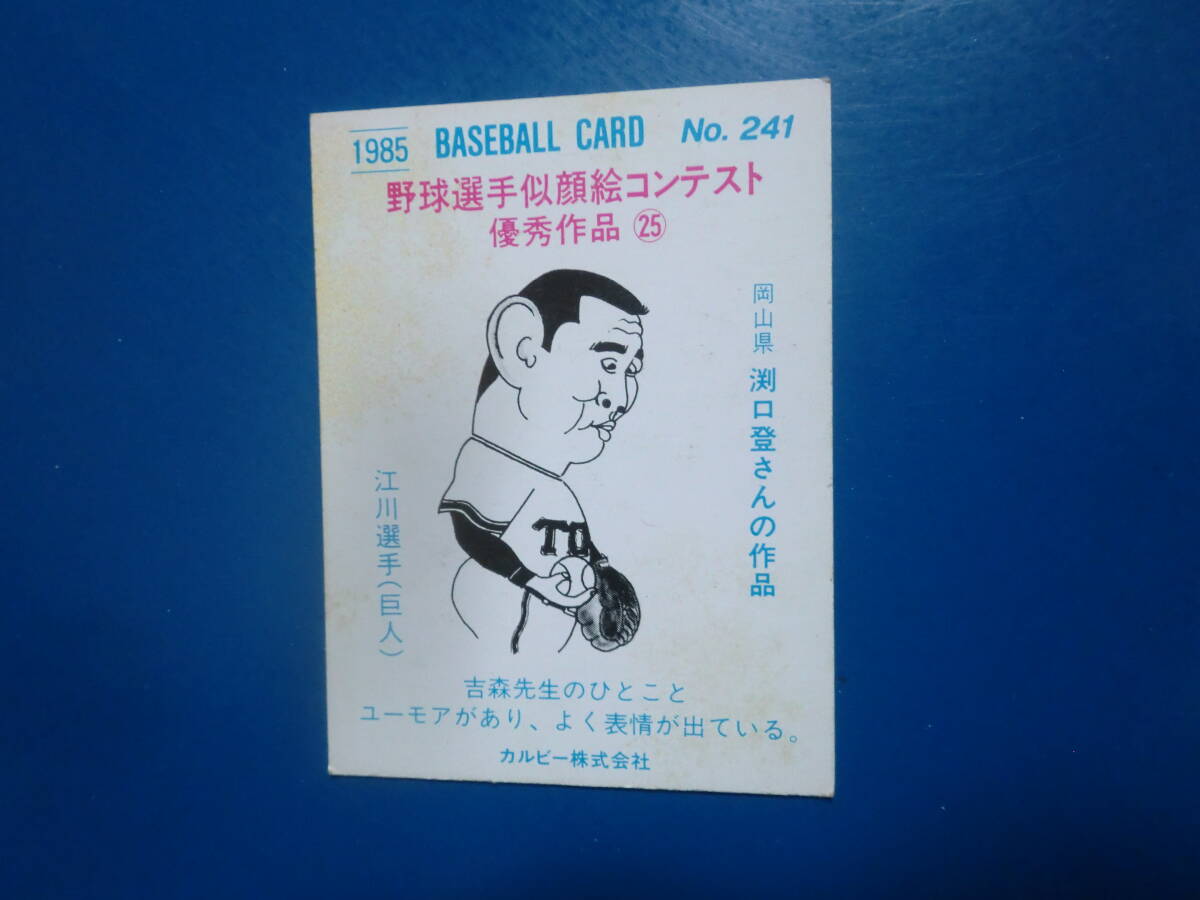 1985 BASEBALL CARD No. 241
野球選手似顔絵コンテスト
優秀作品 ㉕
岡山県 渕口登さんの作品
江川選手(巨人)
吉森先生のひとこと
ユーモアがあり、よく表情が出ている。
カルビー株式会社